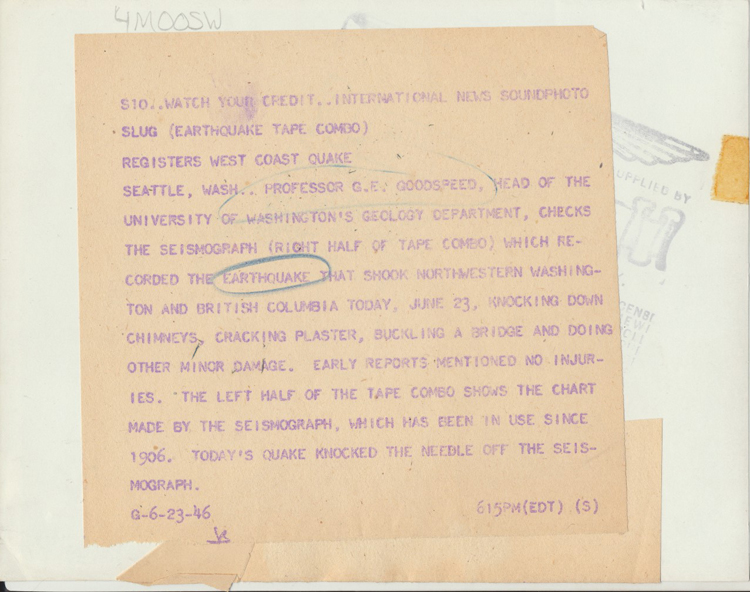 4MOOSW
S10..WATCH YOUR CREDIT..INTERNATIONAL NEWS SOUNDPHOTO
SLUG (EARTHQUAKE TAPE COMBO)
REGISTERS WEST COAST QUAKE
SEATTLE, WASH.. PROFESSOR G.E. GOODSPEED, HEAD OF THE
UNIVERSITY OF WASHINGTON'S GEOLOGY DEPARTMENT, CHECKS
THE SEISMOGRAPH (RIGHT HALF OF TAPE COMBO) WHICH RE-
CORDED THE EARTHQUAKE THAT SHOOK NORTHWESTERN WASHING-
TON AND BRITISH COLUMBIA TODAY, JUNE 23, KNOCKING DOWN
CHIMNEYS, CRACKING PLASTER, BUCKLING A BRIDGE AND DOING
OTHER MINOR DAMAGE. EARLY REPORTS MENTIONED NO INJUR-
IES. THE LEFT HALF OF THE TAPE COMBO SHOWS THE CHART
MADE BY THE SEISMOGRAPH, WHICH HAS BEEN IN USE SINCE
1906. TODAY'S QUAKE KNOCKED THE NEEDLE OFF THE SEIS-
MOGRAPH.
G-6-23-46 615PM(EDT) (S)
UPPLIED BY